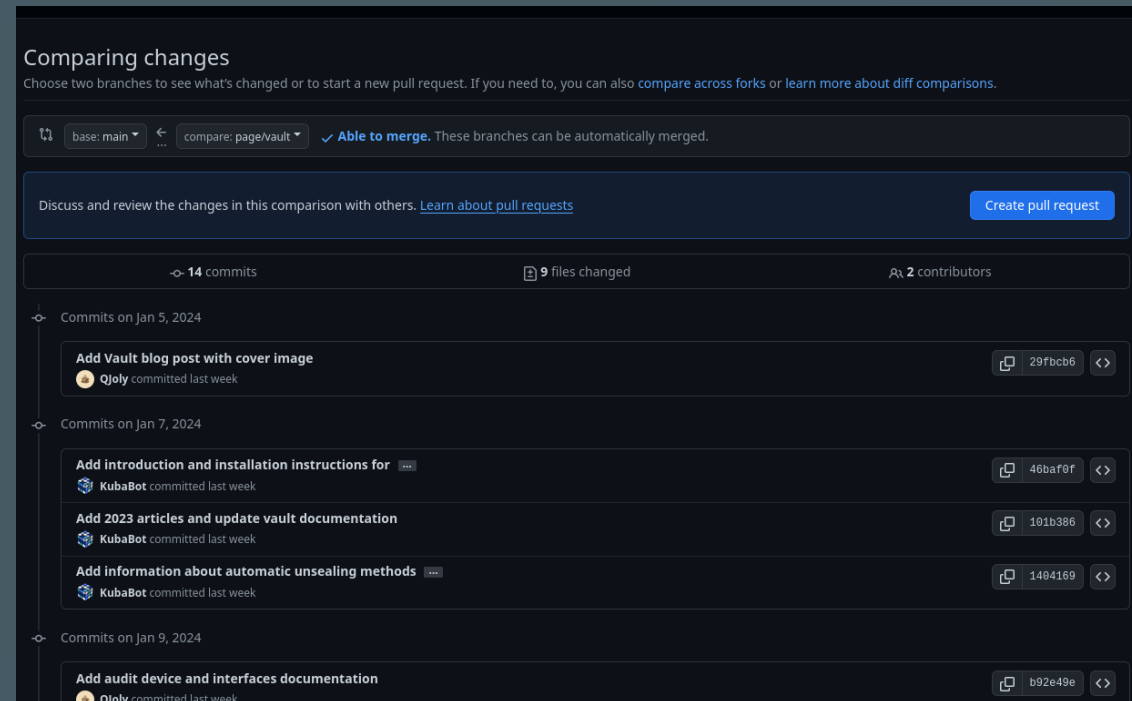 Comparing changes
Choose two branches to see what's changed or to start a new pull request. If you need to, you can also compare across forks or learn more about diff comparisons.
base: main ← compare: page/vault ✓ Able to merge. These branches can be automatically merged.
...
Discuss and review the changes in this comparison with others. Learn about pull requests Create pull request
14 commits 9 files changed 2 contributors
Commits on Jan 5, 2024
Add Vault blog post with cover image 29fbcb6 <>
QJoly committed last week
Commits on Jan 7, 2024
Add introduction and installation instructions for ... 46baf0f <>
KubaBot committed last week
Add 2023 articles and update vault documentation 101b386 <>
KubaBot committed last week
Add information about automatic unsealing methods ... 1404169 <>
KubaBot committed last week
Commits on Jan 9, 2024
Add audit device and interfaces documentation b92e49e <>
QJoly committed last week